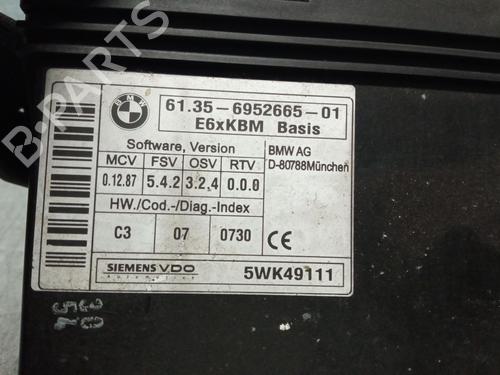 BMW
61.35-6952665-01
E6xKBM Basis
Software, Version
MCV FSV OSV RTV
0.12.87 5.4.2 3.2.4 0.0.0
HW./Cod.-/Diag.-Index
C3 07 0730
BMW AG
D-80788München
CE
SIEMENS VDO
Automotive
5WK49111
B-PARTS